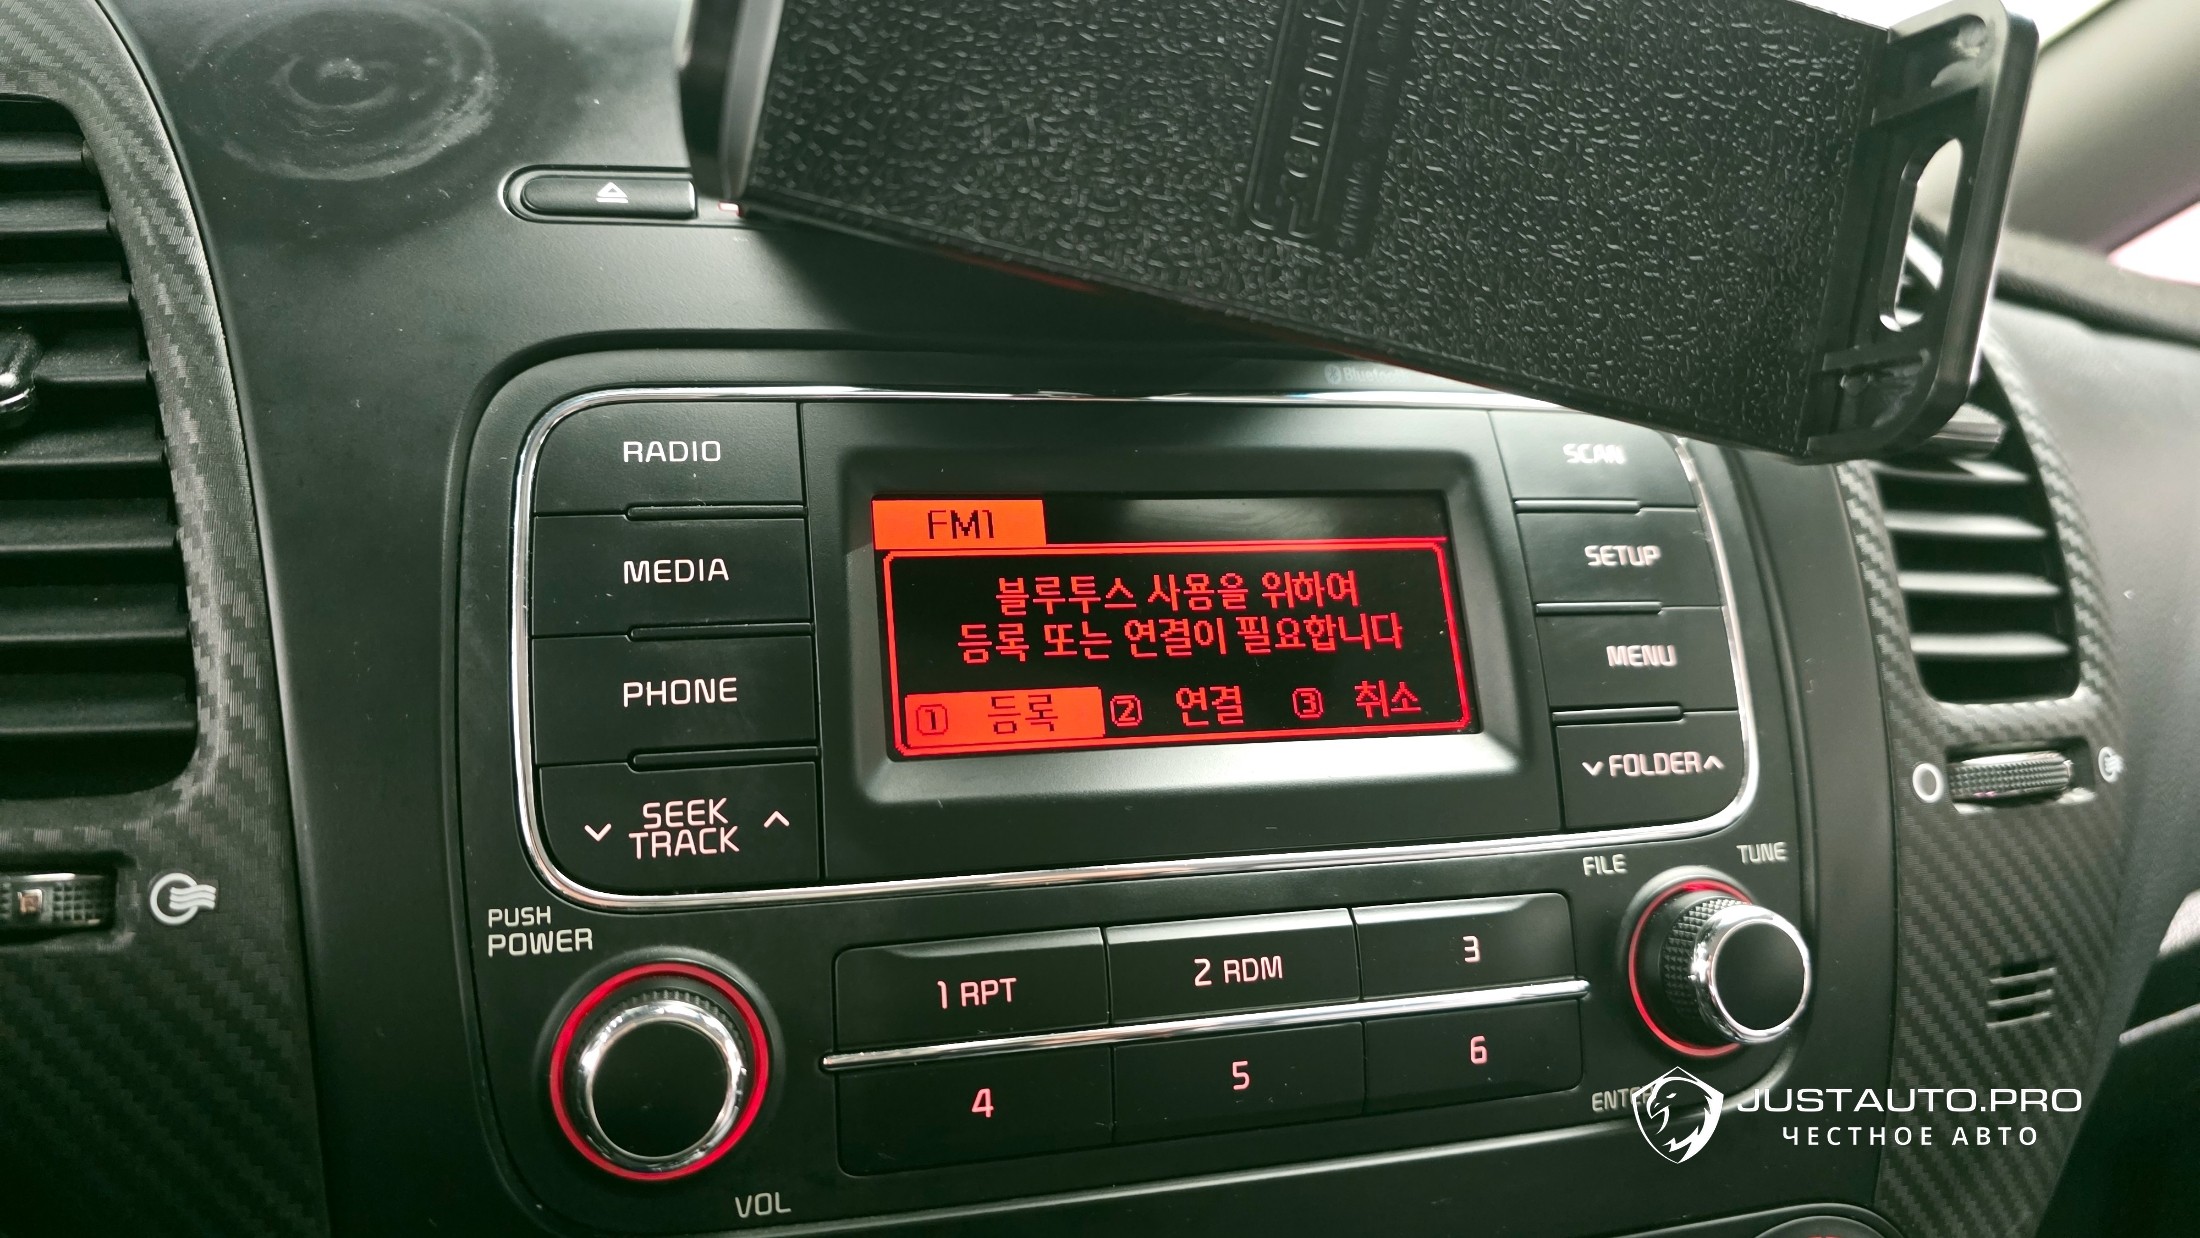 Bluetooth
RADIO
SCAN
FM1
MEDIA
SETUP
블루투스 사용을 위하여
등록 또는 연결이 필요합니다
MENU
PHONE
1 등록 2 연결 3 취소
FOLDER
SEEK
TRACK
FILE
TUNE
PUSH
POWER
1 RPT
2 RDM
3
4
5
6
ENTER
VOL
JUSTAUTO.PRO
ЧЕСТНОЕ АВТО